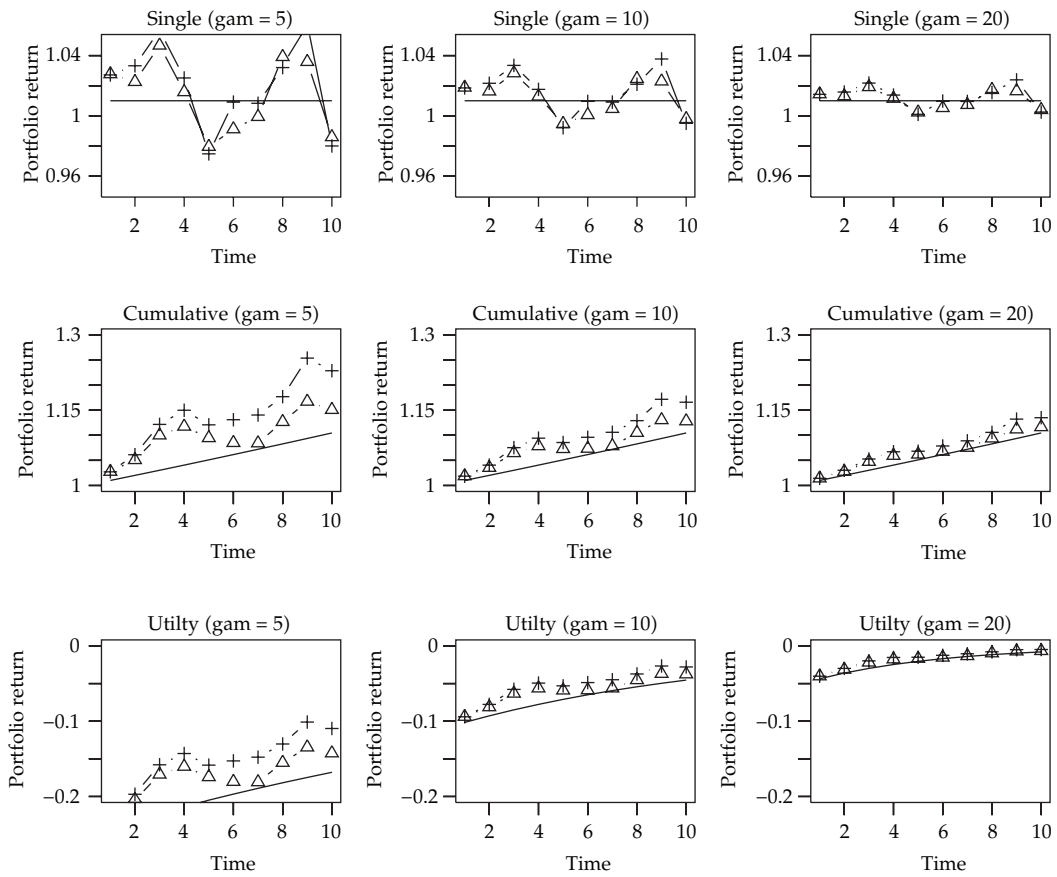 Single (gam = 5)
Portfolio return
1.04
1
0.96
2 4 6 8 10
Time
Single (gam = 10)
Portfolio return
1.04
1
0.96
2 4 6 8 10
Time
Single (gam = 20)
Portfolio return
1.04
1
0.96
2 4 6 8 10
Time
Cumulative (gam = 5)
Portfolio return
1.3
1.15
1
2 4 6 8 10
Time
Cumulative (gam = 10)
Portfolio return
1.3
1.15
1
2 4 6 8 10
Time
Cumulative (gam = 20)
Portfolio return
1.3
1.15
1
2 4 6 8 10
Time
Utilty (gam = 5)
Portfolio return
0
−0.1
−0.2
2 4 6 8 10
Time
Utilty (gam = 10)
Portfolio return
0
−0.1
−0.2
2 4 6 8 10
Time
Utilty (gam = 20)
Portfolio return
0
−0.1
−0.2
2 4 6 8 10
Time